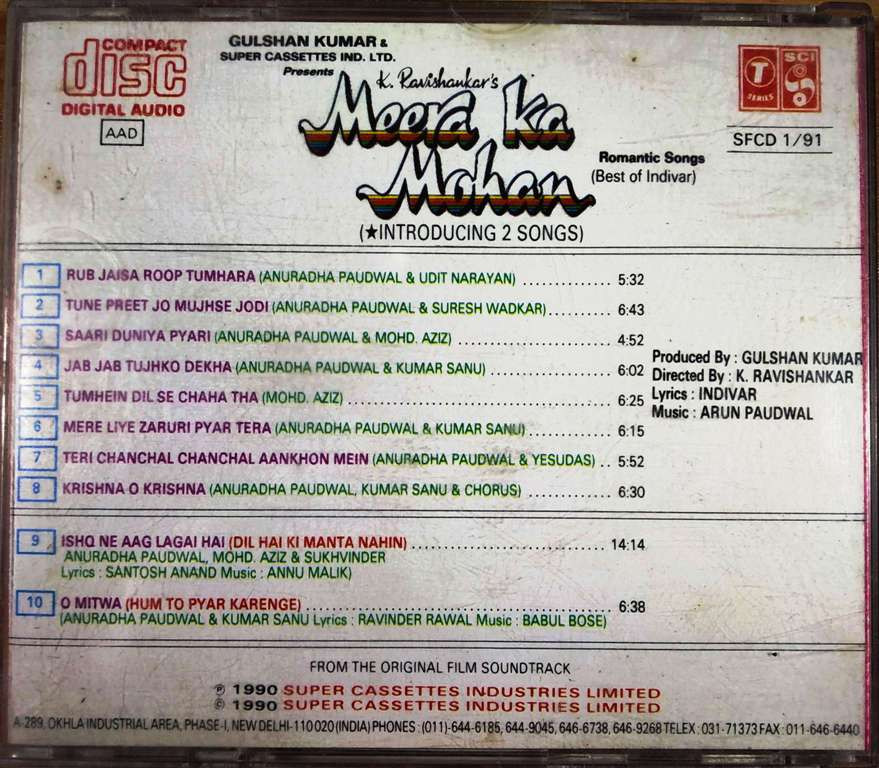 COMPACT
disc
DIGITAL AUDIO
AAD
GULSHAN KUMAR &
SUPER CASSETTES IND. LTD.
Presents
K. Ravishankar's
Meera Ka
Mohan
Romantic Songs
(Best of Indivar)
(★INTRODUCING 2 SONGS)
T
SERIES
SCI
SFCD 1/91
1 RUB JAISA ROOP TUMHARA (ANURADHA PAUDWAL & UDIT NARAYAN) .............. 5:32
2 TUNE PREET JO MUJHSE JODI (ANURADHA PAUDWAL & SURESH WADKAR).......... 6:43
3 SAARI DUNIYA PYARI (ANURADHA PAUDWAL & MOHD. AZIZ) ........................ 4:52
4 JAB JAB TUJHKO DEKHA (ANURADHA PAUDWAL & KUMAR SANU) ................... 6:02
5 TUMHEIN DIL SE CHAHA THA (MOHD. AZIZ) ........................................ 6:25
6 MERE LIYE ZARURI PYAR TERA (ANURADHA PAUDWAL & KUMAR SANU) ............. 6:15
7 TERI CHANCHAL CHANCHAL AANKHON MEIN (ANURADHA PAUDWAL & YESUDAS) .. 5:52
8 KRISHNA O KRISHNA (ANURADHA PAUDWAL, KUMAR SANU & CHORUS) ............. 6:30
Produced By : GULSHAN KUMAR
Directed By : K. RAVISHANKAR
Lyrics : INDIVAR
Music : ARUN PAUDWAL
9 ISHQ NE AAG LAGAI HAI (DIL HAI KI MANTA NAHIN) ................................ 14:14
ANURADHA PAUDWAL, MOHD. AZIZ & SUKHVINDER
Lyrics : SANTOSH ANAND Music : ANNU MALIK)
10 O MITWA (HUM TO PYAR KARENGE) ................................................ 6:38
(ANURADHA PAUDWAL & KUMAR SANU Lyrics : RAVINDER RAWAL Music : BABUL BOSE)
FROM THE ORIGINAL FILM SOUNDTRACK
℗ 1990 SUPER CASSETTES INDUSTRIES LIMITED
© 1990 SUPER CASSETTES INDUSTRIES LIMITED
A-289, OKHLA INDUSTRIAL AREA, PHASE-I, NEW DELHI-110 020 (INDIA) PHONES : (011)-644-6185, 644-9045, 646-6738, 646-9268 TELEX : 031-71373 FAX : 011-646-6440